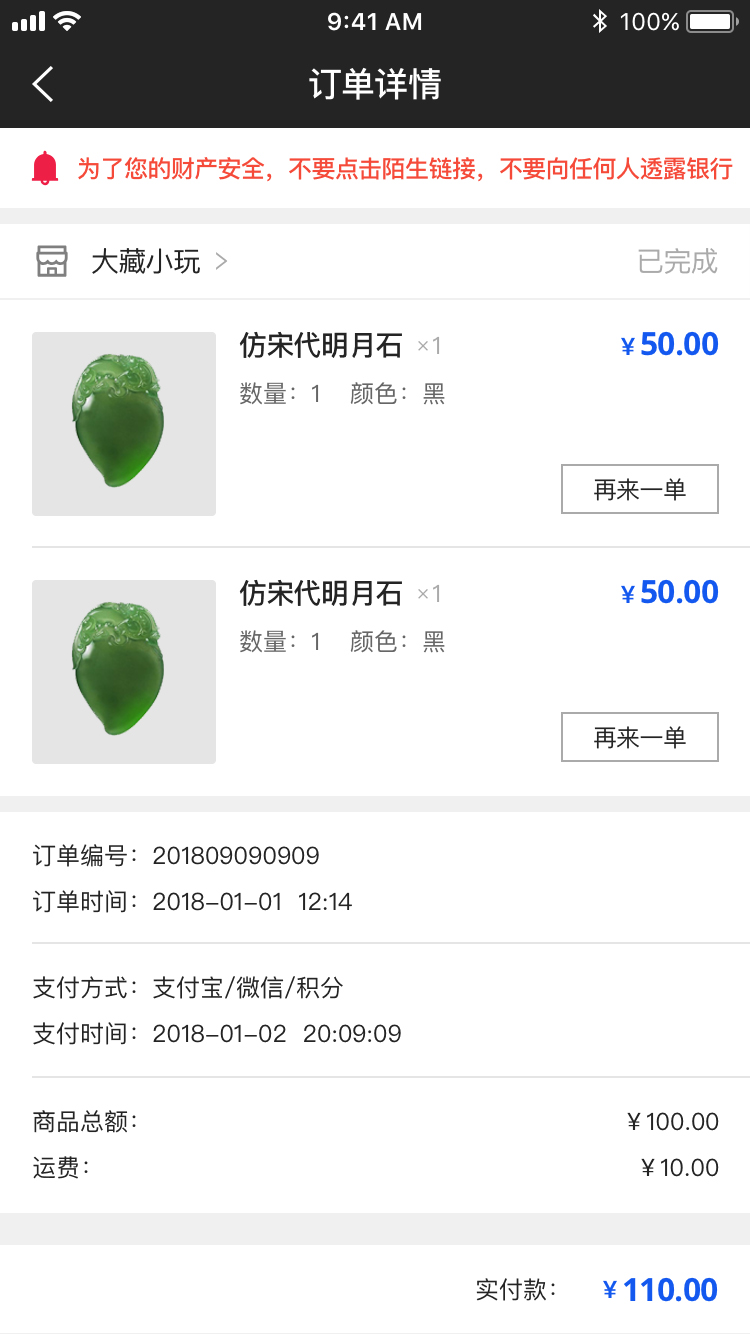 9:41 AM 100%
订单详情
为了您的财产安全，不要点击陌生链接，不要向任何人透露银行
大藏小玩 已完成
仿宋代明月石 ×1 ¥50.00
数量：1 颜色：黑
再来一单
仿宋代明月石 ×1 ¥50.00
数量：1 颜色：黑
再来一单
订单编号：201809090909
订单时间：2018-01-01 12:14
支付方式：支付宝/微信/积分
支付时间：2018-01-02 20:09:09
商品总额： ¥100.00
运费： ¥10.00
实付款： ¥110.00